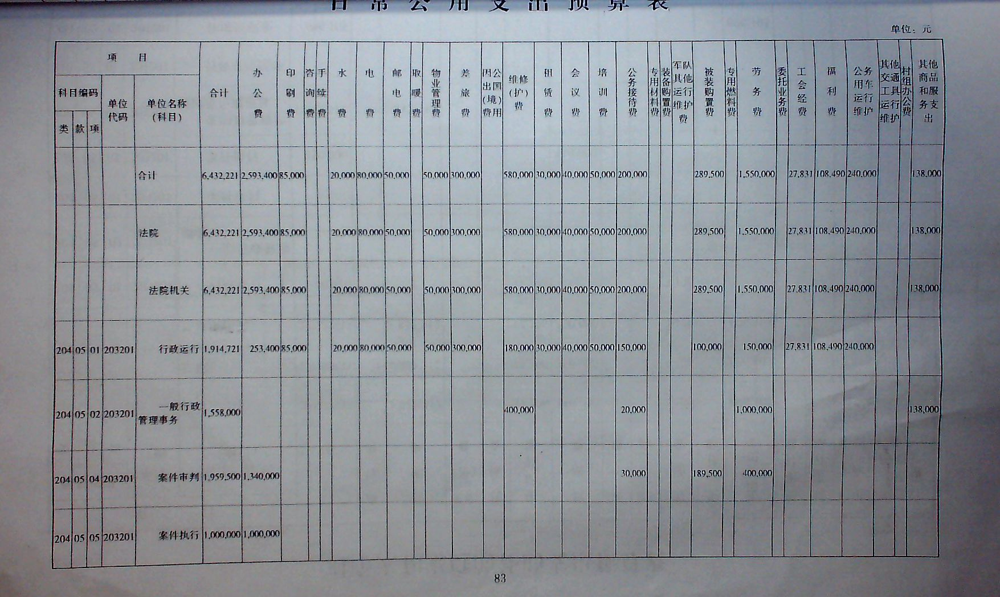 日常公用支出预算表
单位：元
项 目 合计 办公费 印刷费 咨询费 手续费 水费 电费 邮电费 取暖费 物业管理费 差旅费 因公出国(境)费用 维修(护)费 租赁费 会议费 培训费 公务接待费 专用材料费 装备购置费 军队其他运行维护费 被装购置费 专用燃料费 劳务费 委托业务费 工会经费 福利费 公务用车运行维护 其他交通工具运行维护 村组办公费 其他商品和服务支出
科目编码 单位代码 单位名称(科目)
类 款 项
合计 6,432,221 2,593,400 85,000 20,000 80,000 50,000 50,000 300,000 580,000 30,000 40,000 50,000 200,000 289,500 1,550,000 27,831 108,490 240,000 138,000
法院 6,432,221 2,593,400 85,000 20,000 80,000 50,000 50,000 300,000 580,000 30,000 40,000 50,000 200,000 289,500 1,550,000 27,831 108,490 240,000 138,000
法院机关 6,432,221 2,593,400 85,000 20,000 80,000 50,000 50,000 300,000 580,000 30,000 40,000 50,000 200,000 289,500 1,550,000 27,831 108,490 240,000 138,000
204 05 01 203201 行政运行 1,914,721 253,400 85,000 20,000 80,000 50,000 50,000 300,000 180,000 30,000 40,000 50,000 150,000 100,000 150,000 27,831 108,490 240,000
204 05 02 203201 一般行政管理事务 1,558,000 400,000 20,000 1,000,000 138,000
204 05 04 203201 案件审判 1,959,500 1,340,000 30,000 189,500 400,000
204 05 05 203201 案件执行 1,000,000 1,000,000
83